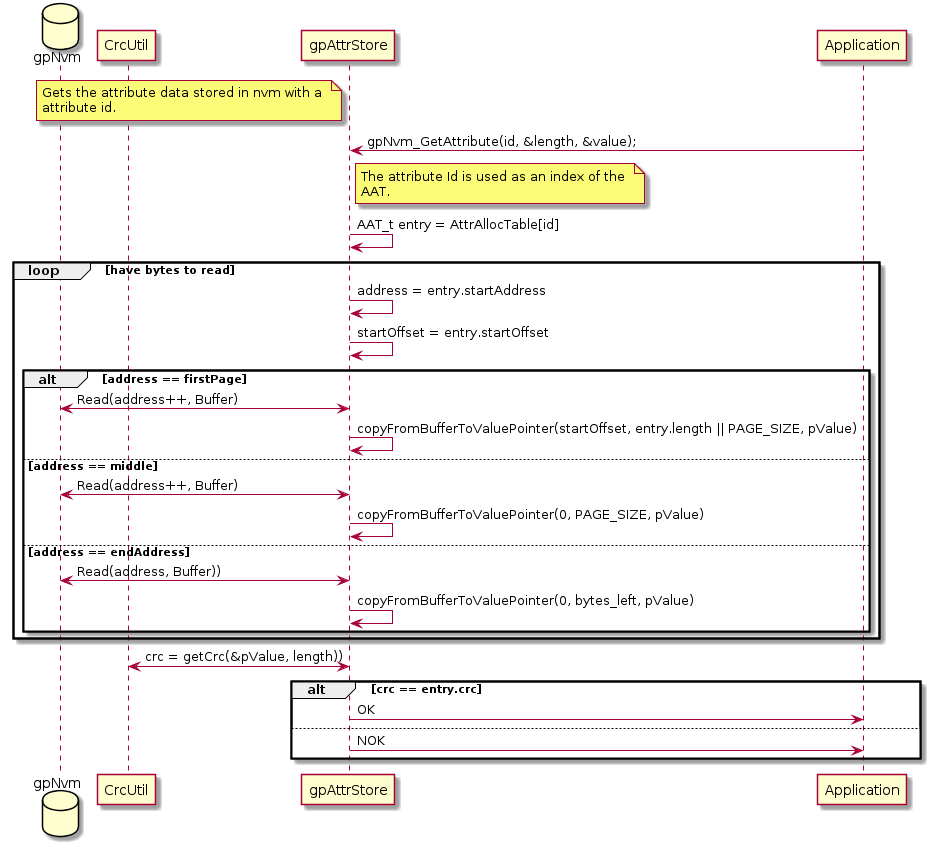 gpNvm
CrcUtil
gpAttrStore
Application
Gets the attribute data stored in nvm with a
attribute id.
gpNvm_GetAttribute(id, &length, &value);
The attribute Id is used as an index of the
AAT.
AAT_t entry = AttrAllocTable[id]
loop
[have bytes to read]
address = entry.startAddress
startOffset = entry.startOffset
alt
[address == firstPage]
Read(address++, Buffer)
copyFromBufferToValuePointer(startOffset, entry.length || PAGE_SIZE, pValue)
[address == middle]
Read(address++, Buffer)
copyFromBufferToValuePointer(0, PAGE_SIZE, pValue)
[address == endAddress]
Read(address, Buffer))
copyFromBufferToValuePointer(0, bytes_left, pValue)
crc = getCrc(&pValue, length))
alt
[crc == entry.crc]
OK
NOK
gpNvm
CrcUtil
gpAttrStore
Application